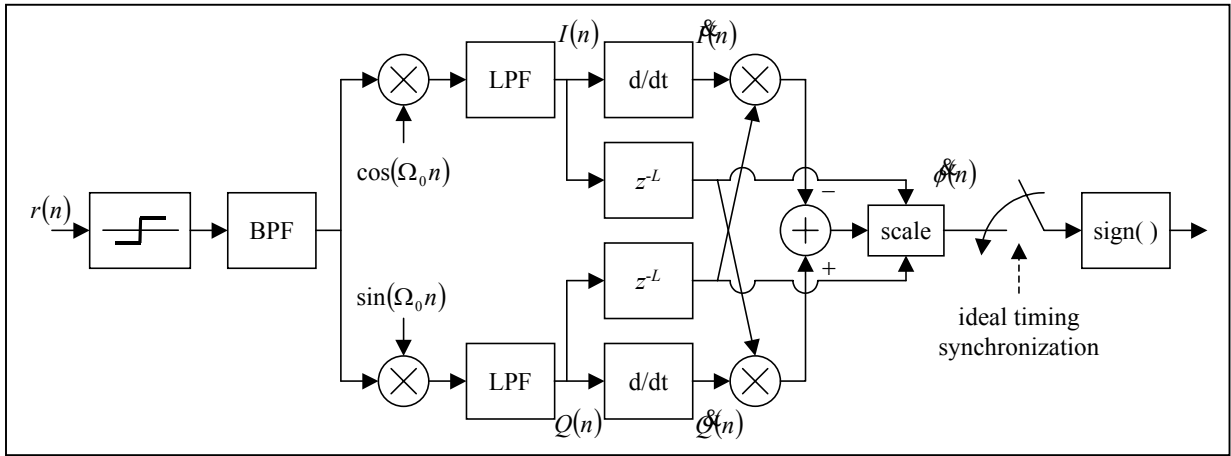 I(n)
LPF
d/dt
cos(Ω₀n)
z⁻ᴸ
r(n)
BPF
−
+
scale
sign( )
+
sin(Ω₀n)
z⁻ᴸ
ideal timing
synchronization
LPF
d/dt
Q(n)